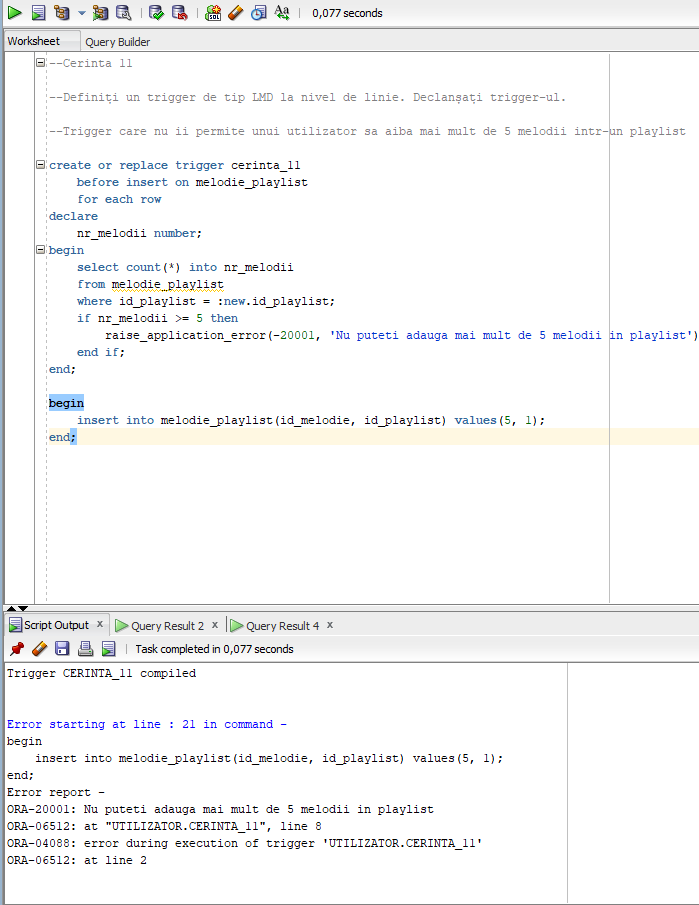 0,077 seconds
Worksheet Query Builder
--Cerinta 11
--Definiți un trigger de tip LMD la nivel de linie. Declanșați trigger-ul.
--Trigger care nu ii permite unui utilizator sa aiba mai mult de 5 melodii intr-un playlist
create or replace trigger cerinta_11
before insert on melodie_playlist
for each row
declare
nr_melodii number;
begin
select count(*) into nr_melodii
from melodie_playlist
where id_playlist = :new.id_playlist;
if nr_melodii >= 5 then
raise_application_error(-20001, 'Nu puteti adauga mai mult de 5 melodii in playlist')
end if;
end;
begin
insert into melodie_playlist(id_melodie, id_playlist) values(5, 1);
end;
Script Output x Query Result 2 x Query Result 4 x
Task completed in 0,077 seconds
Trigger CERINTA_11 compiled
Error starting at line : 21 in command -
begin
insert into melodie_playlist(id_melodie, id_playlist) values(5, 1);
end;
Error report -
ORA-20001: Nu puteti adauga mai mult de 5 melodii in playlist
ORA-06512: at "UTILIZATOR.CERINTA_11", line 8
ORA-04088: error during execution of trigger 'UTILIZATOR.CERINTA_11'
ORA-06512: at line 2